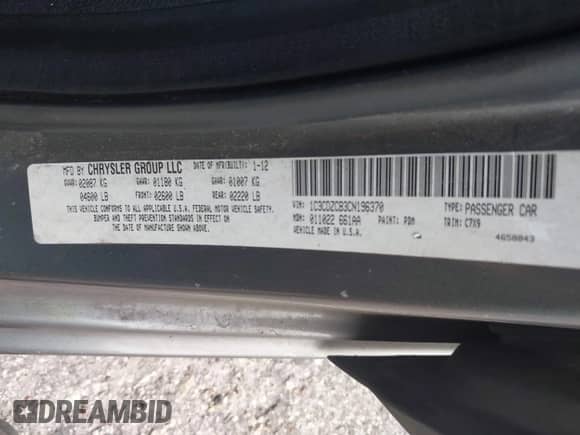 MFD BY CHRYSLER GROUP LLC DATE OF MFR(BUILT): 1-12
GVWR: 02087 KG GAWR: 01180 KG GAWR: 01007 KG
04600 LB FRONT: 02600 LB REAR: 02220 LB
THIS VEHICLE CONFORMS TO ALL APPLICABLE U.S.A. FEDERAL MOTOR VEHICLE SAFETY,
BUMPER AND THEFT PREVENTION STANDARDS IN EFFECT ON
THE DATE OF MANUFACTURE SHOWN ABOVE.
VIN: 1C3CDZCB3CN196370 TYPE: PASSENGER CAR
MDH: 011022 661AA PAINT: PDM TRIM: C7X9
VEHICLE MADE IN U.S.A. 4658843
DREAMBID